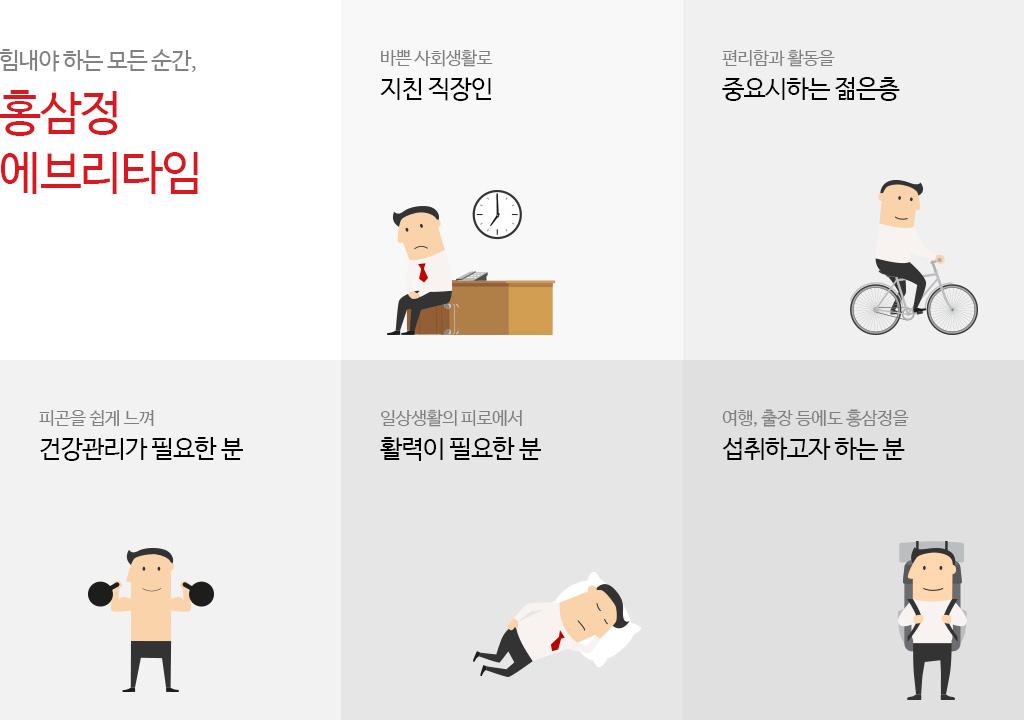 힘내야 하는 모든 순간,
홍삼정
에브리타임
바쁜 사회생활로
지친 직장인
편리함과 활동을
중요시하는 젊은층
피곤을 쉽게 느껴
건강관리가 필요한 분
일상생활의 피로에서
활력이 필요한 분
여행, 출장 등에도 홍삼정을
섭취하고자 하는 분